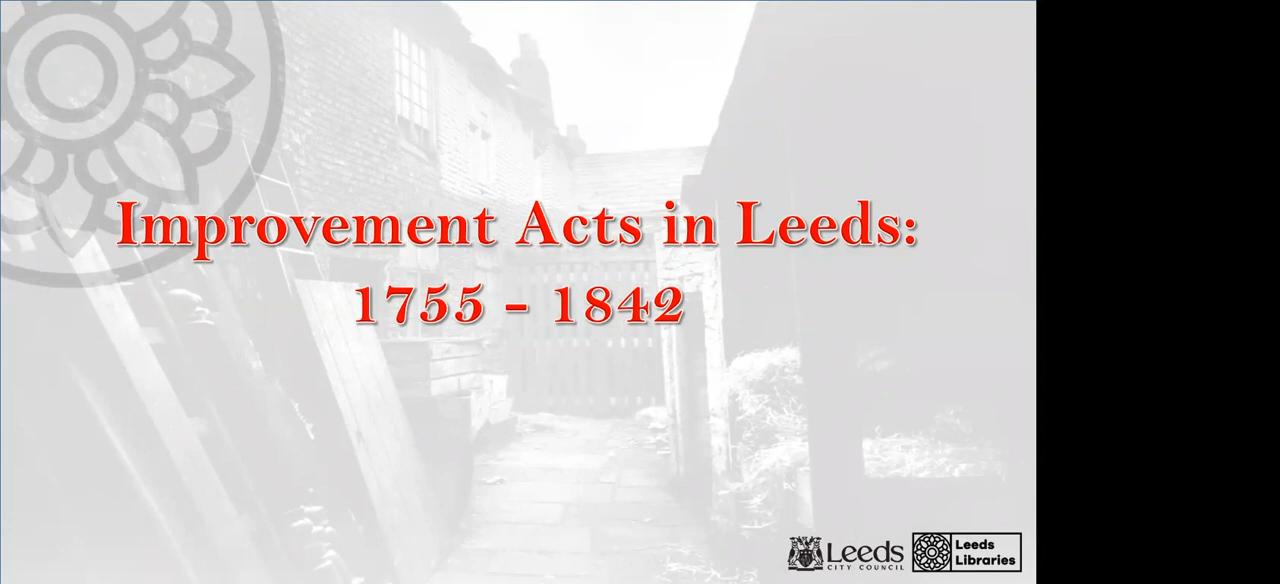 Improvement Acts in Leeds:
1755 - 1842
Leeds
CITY COUNCIL
Leeds
Libraries